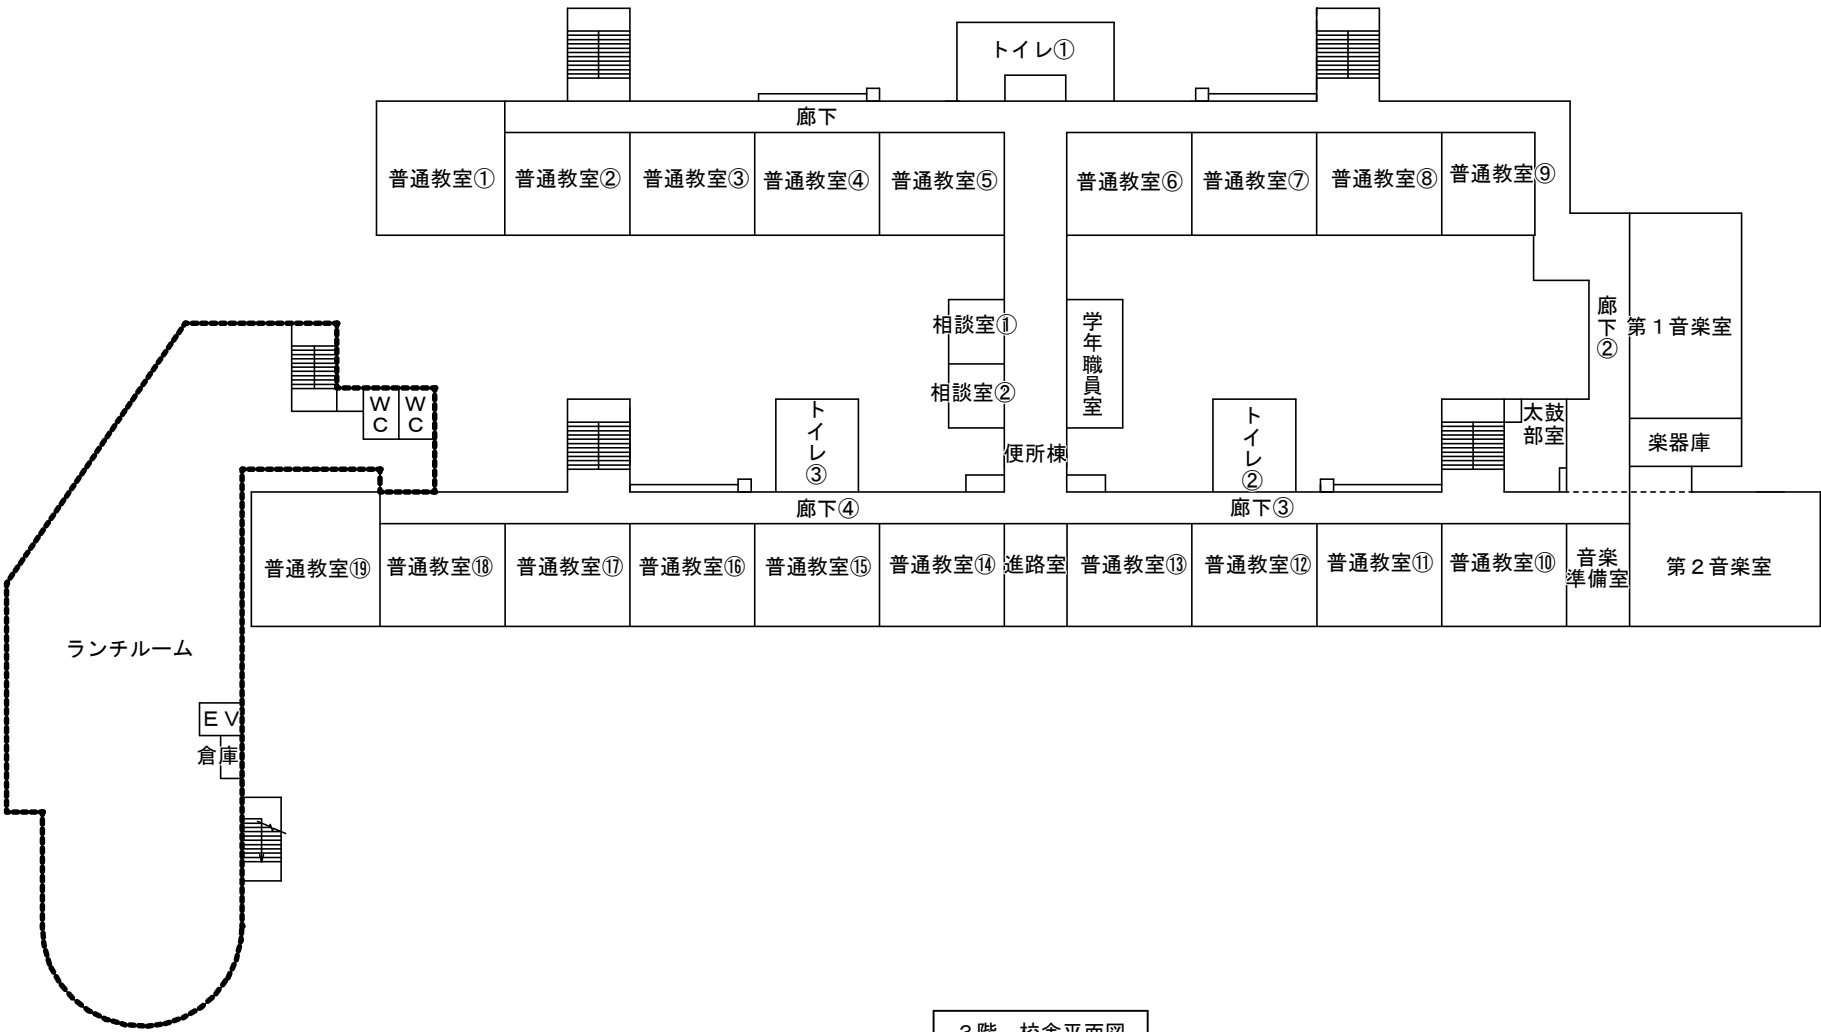 トイレ①
廊下
普通教室①
普通教室②
普通教室③
普通教室④
普通教室⑤
普通教室⑥
普通教室⑦
普通教室⑧
普通教室⑨
相談室①
相談室②
学年職員室
廊下②
第１音楽室
楽器庫
太鼓
部室
ＷＣ
ＷＣ
トイレ③
便所棟
トイレ②
廊下④
廊下③
普通教室⑲
普通教室⑱
普通教室⑰
普通教室⑯
普通教室⑮
普通教室⑭
進路室
普通教室⑬
普通教室⑫
普通教室⑪
普通教室⑩
音楽
準備室
第２音楽室
ランチルーム
ＥＶ
倉庫
校舎平面図